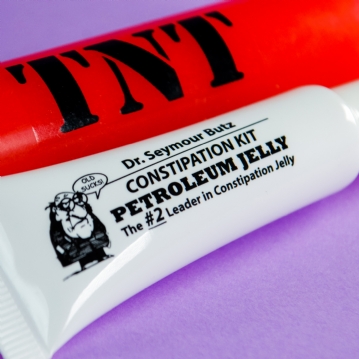 TNT
Dr. Seymour Butz
CONSTIPATION KIT
PETROLEUM JELLY
The #2 Leader in Constipation Jelly
OLD
SUCKS!